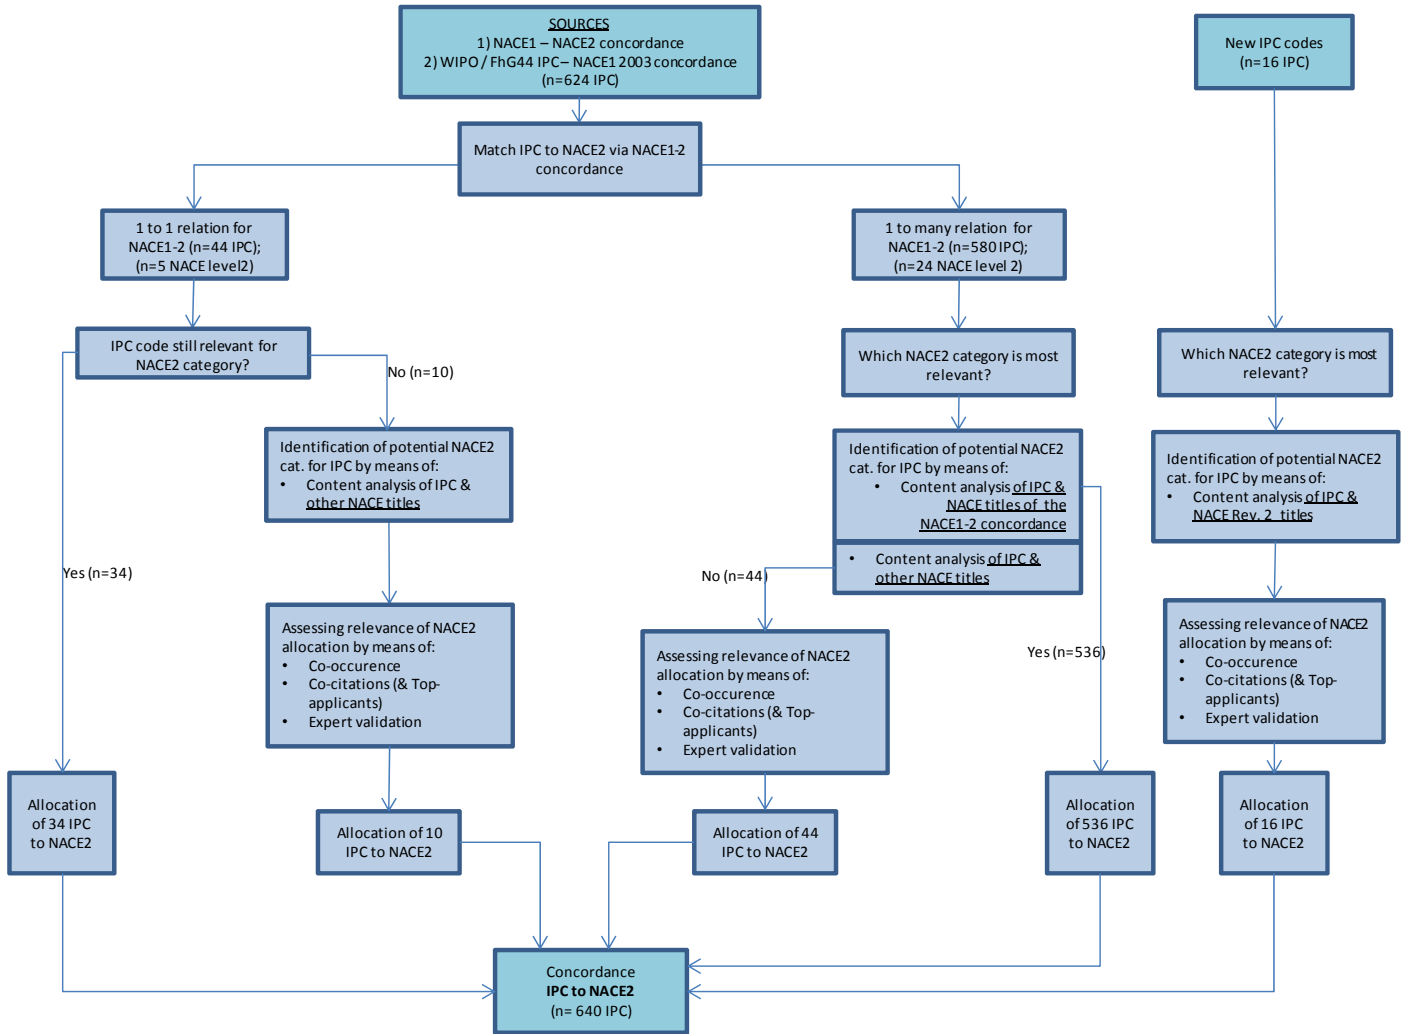 SOURCES
1) NACE1 – NACE2 concordance
2) WIPO / FhG44 IPC – NACE1 2003 concordance
(n=624 IPC)
New IPC codes
(n=16 IPC)
Match IPC to NACE2 via NACE1-2
concordance
1 to 1 relation for
NACE1-2 (n=44 IPC);
(n=5 NACE level2)
1 to many relation for
NACE1-2 (n=580 IPC);
(n=24 NACE level 2)
IPC code still relevant for
NACE2 category?
Which NACE2 category is most
relevant?
Which NACE2 category is most
relevant?
No (n=10)
Identification of potential NACE2
cat. for IPC by means of:
• Content analysis of IPC &
other NACE titles
Identification of potential NACE2
cat. for IPC by means of:
• Content analysis of IPC &
NACE titles of the
NACE1-2 concordance
• Content analysis of IPC &
other NACE titles
Identification of potential NACE2
cat. for IPC by means of:
• Content analysis of IPC &
NACE Rev. 2 titles
Yes (n=34)
No (n=44)
Yes (n=536)
Assessing relevance of NACE2
allocation by means of:
• Co-occurence
• Co-citations (& Top-
applicants)
• Expert validation
Assessing relevance of NACE2
allocation by means of:
• Co-occurence
• Co-citations (& Top-
applicants)
• Expert validation
Assessing relevance of NACE2
allocation by means of:
• Co-occurence
• Co-citations (& Top-
applicants)
• Expert validation
Allocation
of 34 IPC
to NACE2
Allocation of 10
IPC to NACE2
Allocation of 44
IPC to NACE2
Allocation
of 536 IPC
to NACE2
Allocation
of 16 IPC
to NACE2
Concordance
IPC to NACE2
(n= 640 IPC)